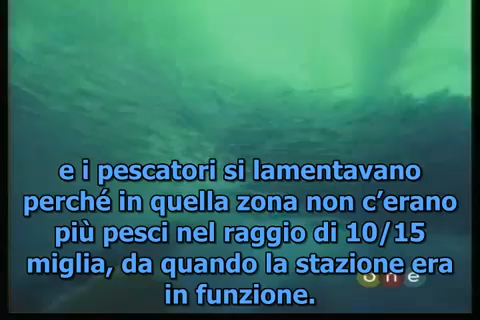 e i pescatori si lamentavano
perché in quella zona non c'erano
più pesci nel raggio di 10/15
miglia, da quando la stazione era
in funzione.
one